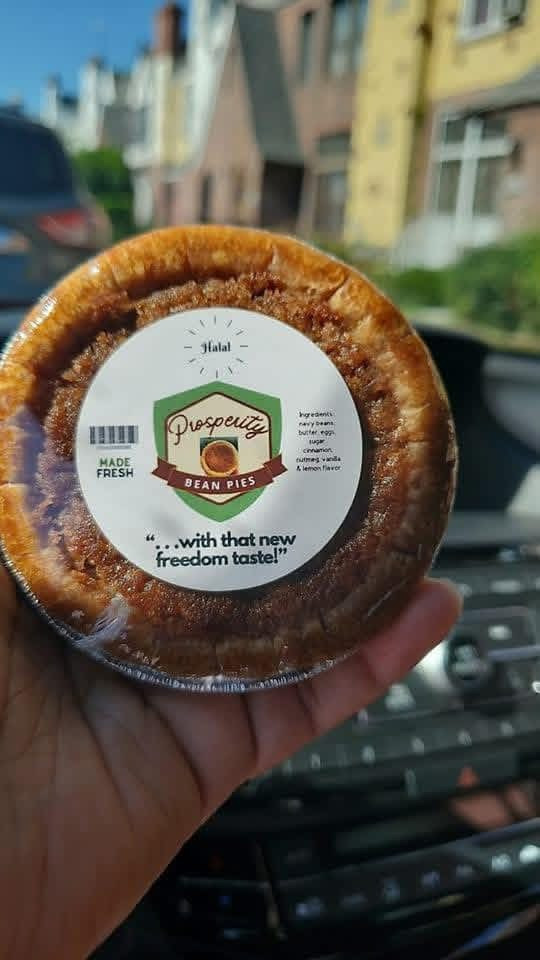 Halal
Prosperity
BEAN PIES
MADE
FRESH
Ingredients:
navy beans,
butter, eggs,
sugar,
cinnamon,
nutmeg, vanilla
& lemon flavor
"...with that new
freedom taste!"